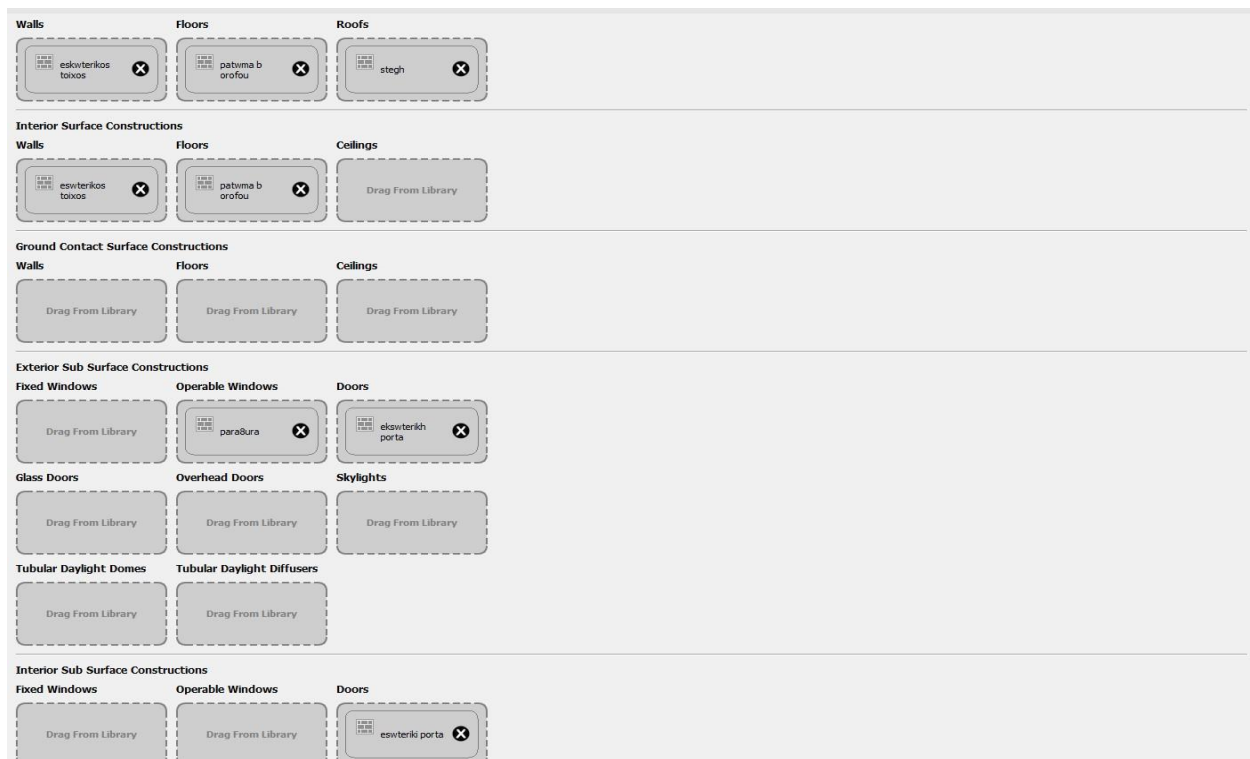 Walls Floors Roofs
eskwterikos toixos patwma b orofou stegh
Interior Surface Constructions
Walls Floors Ceilings
eswterikos toixos patwma b orofou Drag From Library
Ground Contact Surface Constructions
Walls Floors Ceilings
Drag From Library Drag From Library Drag From Library
Exterior Sub Surface Constructions
Fixed Windows Operable Windows Doors
Drag From Library para8ura ekswterikh porta
Glass Doors Overhead Doors Skylights
Drag From Library Drag From Library Drag From Library
Tubular Daylight Domes Tubular Daylight Diffusers
Drag From Library Drag From Library
Interior Sub Surface Constructions
Fixed Windows Operable Windows Doors
Drag From Library Drag From Library eswteriki porta